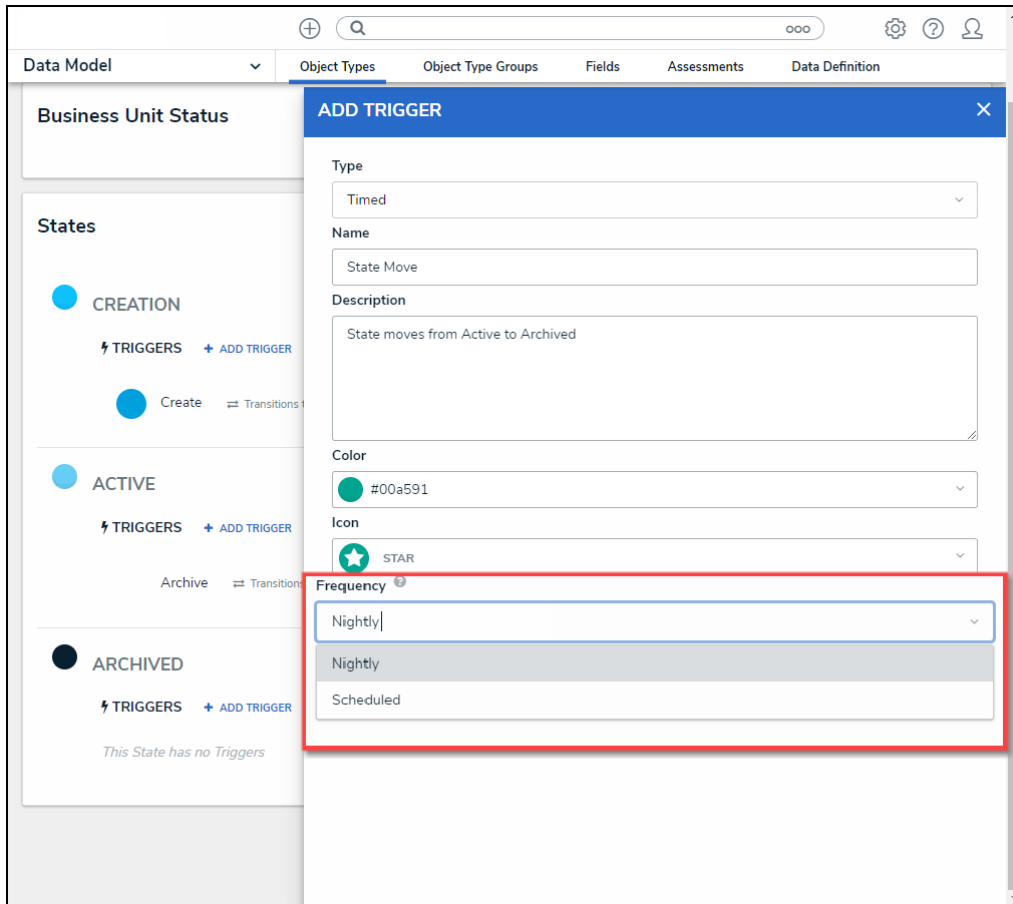 ooo
Data Model
Object Types Object Type Groups Fields Assessments Data Definition
Business Unit Status
States
CREATION
TRIGGERS + ADD TRIGGER
Create Transitions t
ACTIVE
TRIGGERS + ADD TRIGGER
Archive Transitions
ARCHIVED
TRIGGERS + ADD TRIGGER
This State has no Triggers
ADD TRIGGER
Type
Timed
Name
State Move
Description
State moves from Active to Archived
Color
#00a591
Icon
STAR
Frequency ?
Nightly
Nightly
Scheduled